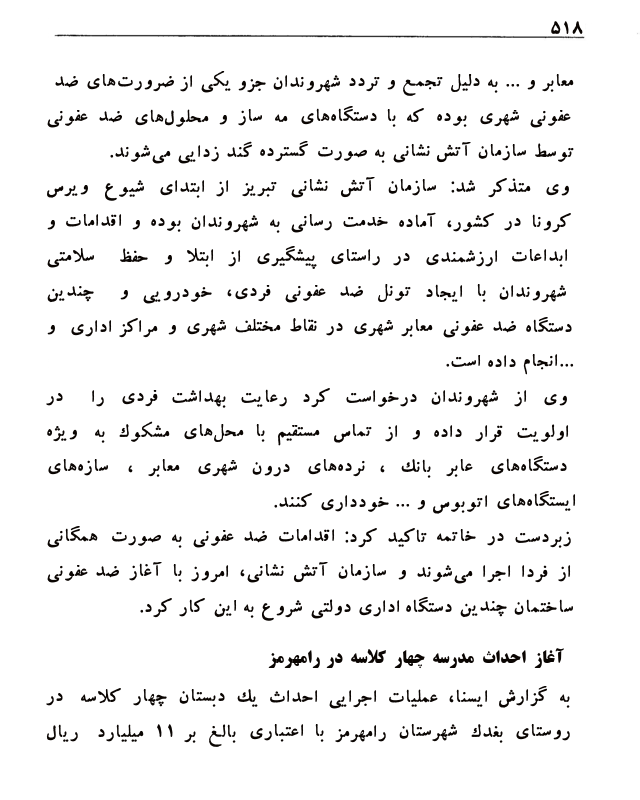 ۵۱۸
معابر و ... به دلیل تجمع و تردد شهروندان جزو یکی از ضرورت‌های ضد
عفونی شهری بوده که با دستگاه‌های مه ساز و محلول‌های ضد عفونی
توسط سازمان آتش نشانی به صورت گسترده گند زدایی می‌شوند.
وی متذکر شد: سازمان آتش نشانی تبریز از ابتدای شیوع ویرس
کرونا در کشور، آماده خدمت رسانی به شهروندان بوده و اقدامات و
ابداعات ارزشمندی در راستای پیشگیری از ابتلا و حفظ سلامتی
شهروندان با ایجاد تونل ضد عفونی فردی، خودرویی و چندین
دستگاه ضد عفونی معابر شهری در نقاط مختلف شهری و مراکز اداری و
...انجام داده است.
وی از شهروندان درخواست کرد رعایت بهداشت فردی را در
اولویت قرار داده و از تماس مستقیم با محل‌های مشکوك به ویژه
دستگاه‌های عابر بانك ، نرده‌های درون شهری معابر ، سازه‌های
ایستگاه‌های اتوبوس و ... خودداری کنند.
زبردست در خاتمه تاکید کرد: اقدامات ضد عفونی به صورت همگانی
از فردا اجرا می‌شوند و سازمان آتش نشانی، امروز با آغاز ضد عفونی
ساختمان چندین دستگاه اداری دولتی شروع به این کار کرد.
آغاز احداث مدرسه چهار کلاسه در رامهرمز
به گزارش ایسنا، عملیات اجرایی احداث یك دبستان چهار کلاسه در
روستای بغدك شهرستان رامهرمز با اعتباری بالغ بر ۱۱ میلیارد ریال